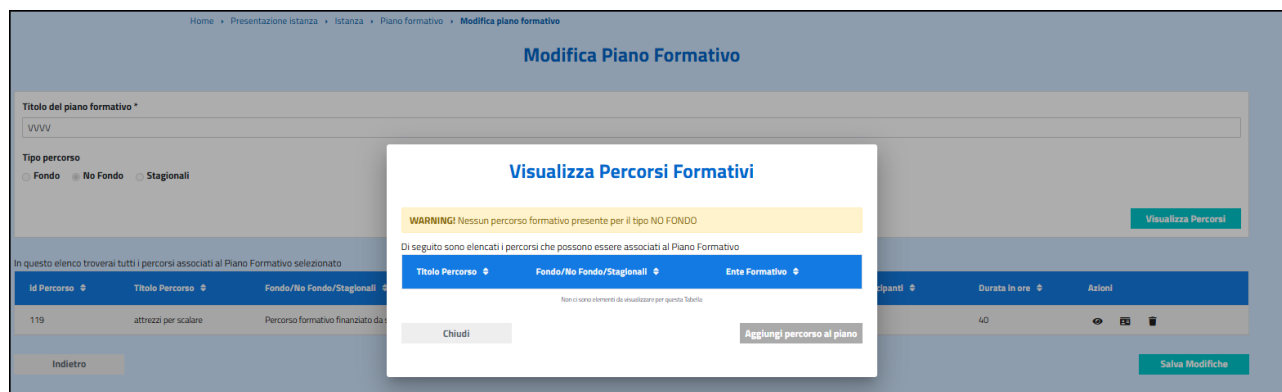 Home › Presentazione istanza › Istanza › Piano formativo › Modifica piano formativo
Modifica Piano Formativo
Titolo del piano formativo *
VVVV
Tipo percorso
Fondo No Fondo Stagionali
Visualizza Percorsi
In questo elenco troverai tutti i percorsi associati al Piano Formativo selezionato
Id Percorso Titolo Percorso Fondo/No Fondo/Stagionali Durata in ore Azioni
119 attrezzi per scalare Percorso formativo finanziato da 40
Indietro Salva Modifiche
Visualizza Percorsi Formativi
WARNING! Nessun percorso formativo presente per il tipo NO FONDO
Di seguito sono elencati i percorsi che possono essere associati al Piano Formativo
Titolo Percorso Fondo/No Fondo/Stagionali Ente Formativo
Non ci sono elementi da visualizzare per questa Tabella
Chiudi Aggiungi percorso al piano